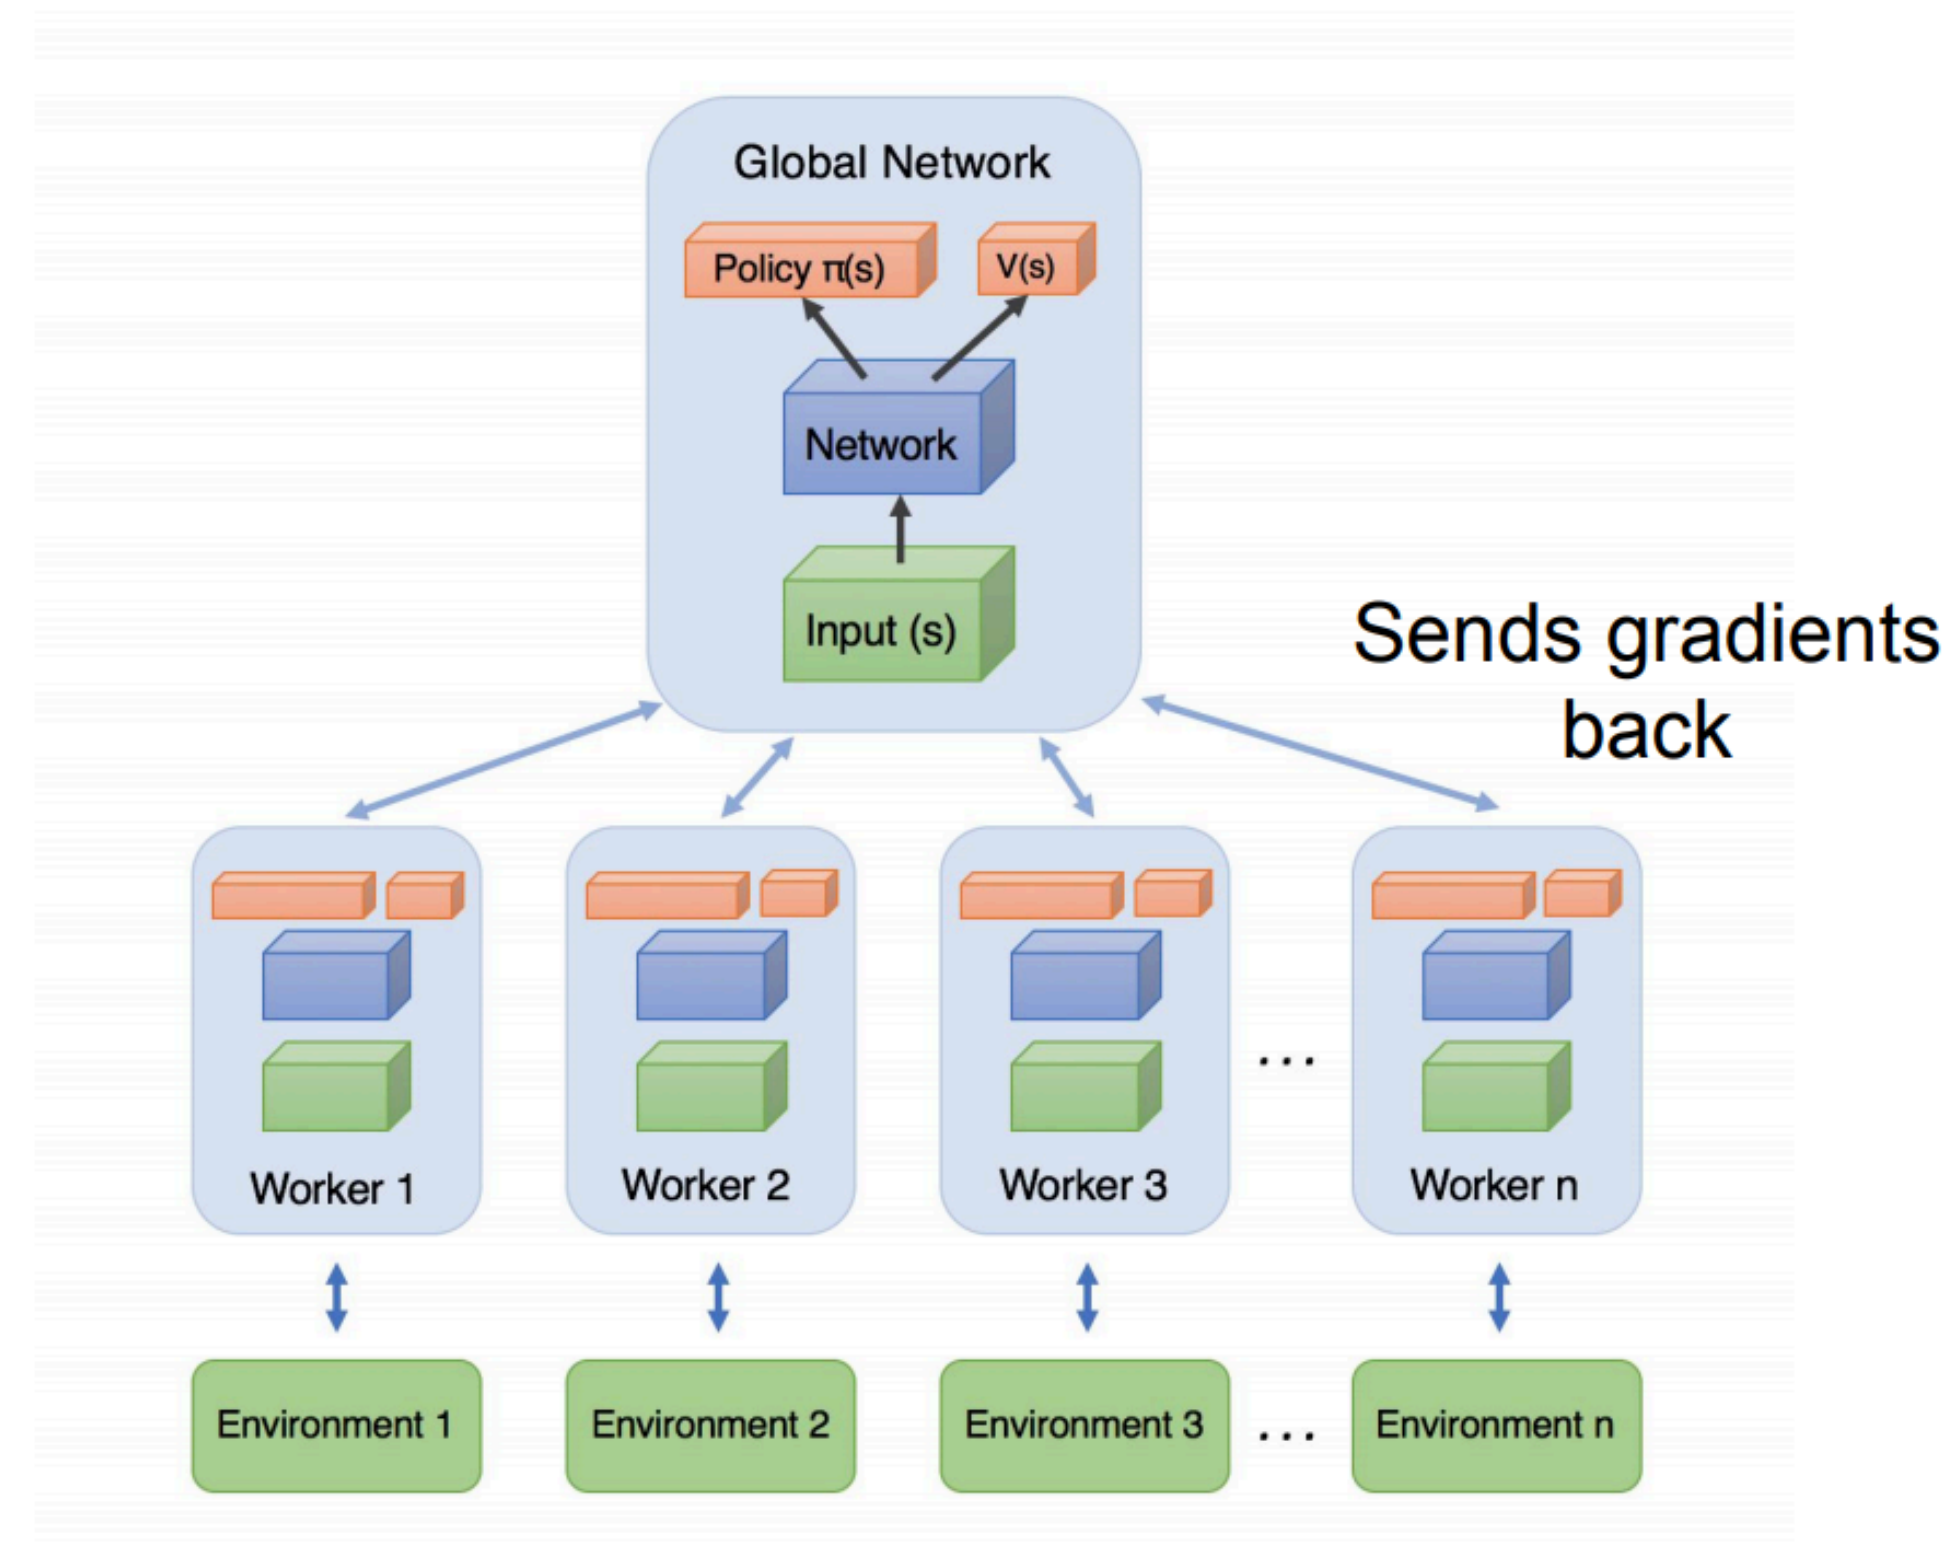 Global Network
Policy π(s)
V(s)
Network
Input (s)
Sends gradients
back
Worker 1
Worker 2
Worker 3
...
Worker n
Environment 1
Environment 2
Environment 3
...
Environment n